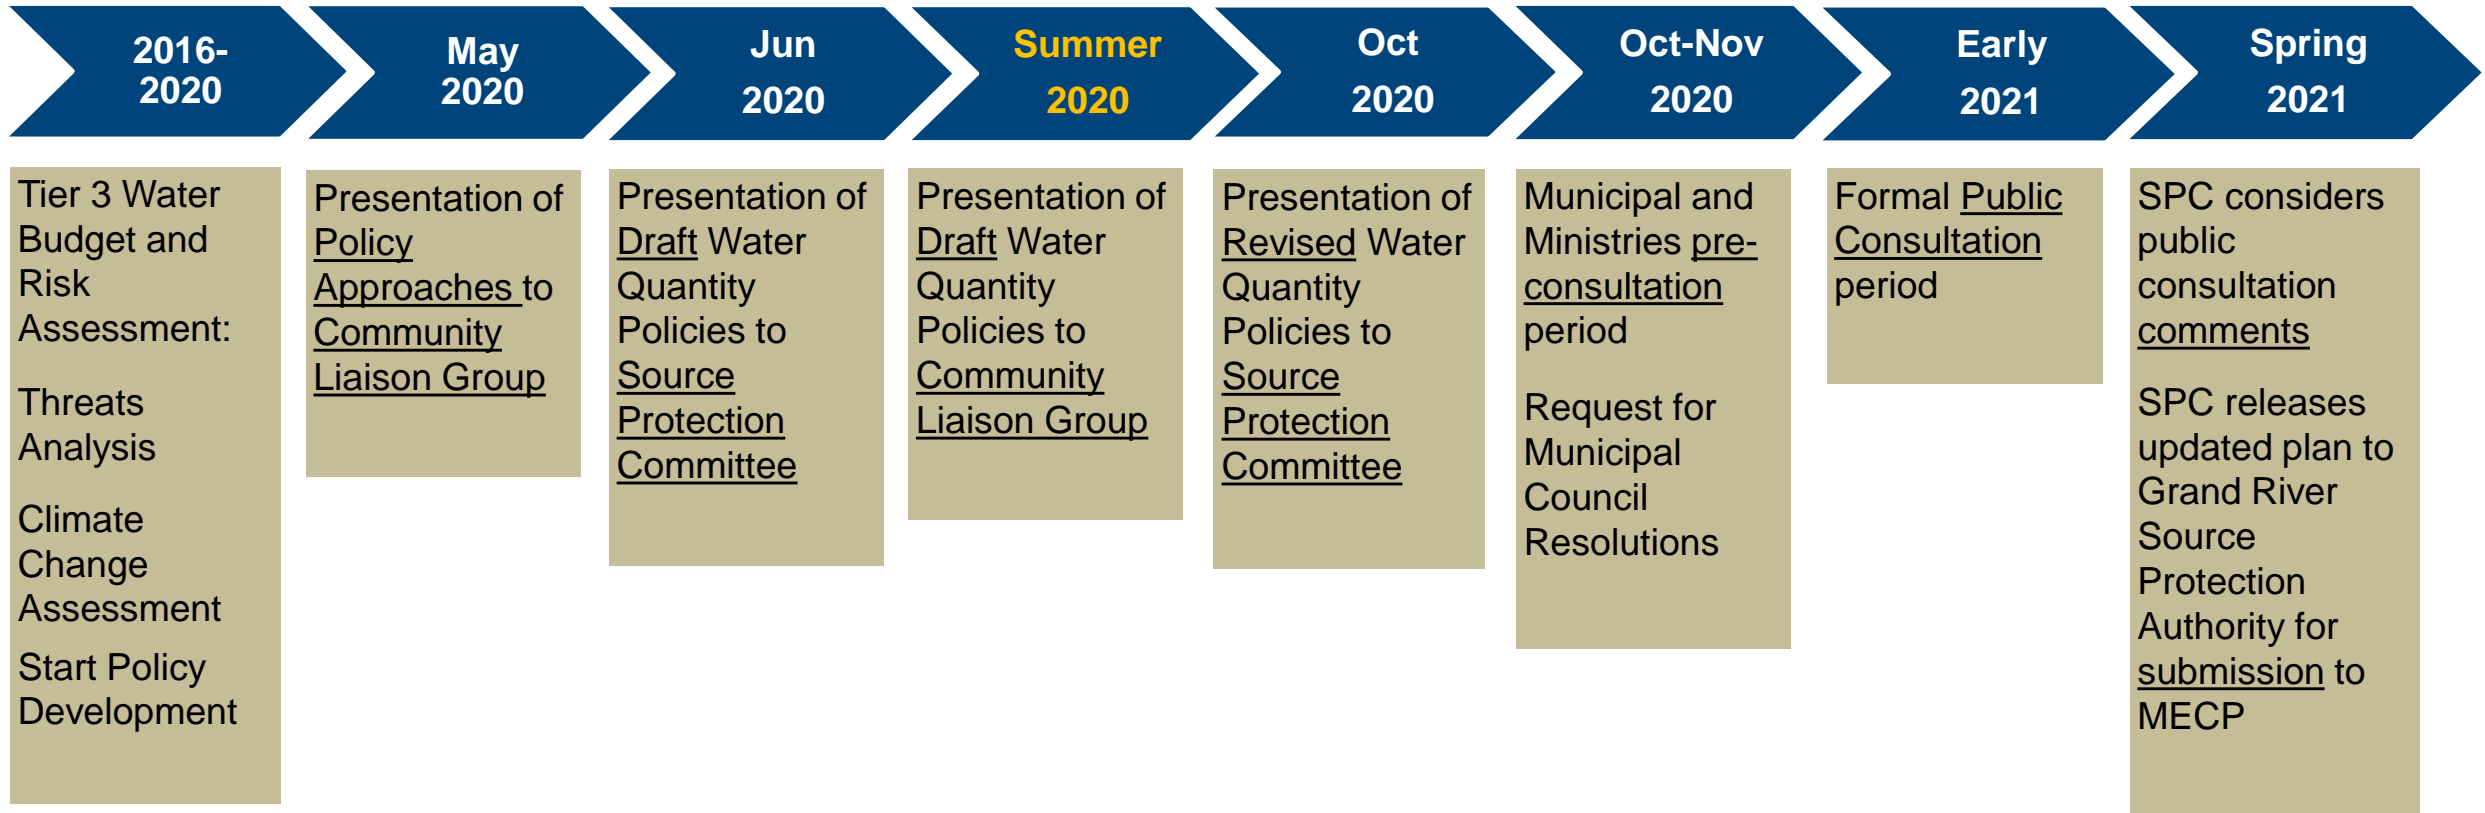 2016-
2020
May
2020
Jun
2020
Summer
2020
Oct
2020
Oct-Nov
2020
Early
2021
Spring
2021
Tier 3 Water
Budget and
Risk
Assessment:
Threats
Analysis
Climate
Change
Assessment
Start Policy
Development
Presentation of
Policy
Approaches to
Community
Liaison Group
Presentation of
Draft Water
Quantity
Policies to
Source
Protection
Committee
Presentation of
Draft Water
Quantity
Policies to
Community
Liaison Group
Presentation of
Revised Water
Quantity
Policies to
Source
Protection
Committee
Municipal and
Ministries pre-
consultation
period
Request for
Municipal
Council
Resolutions
Formal Public
Consultation
period
SPC considers
public
consultation
comments
SPC releases
updated plan to
Grand River
Source
Protection
Authority for
submission to
MECP